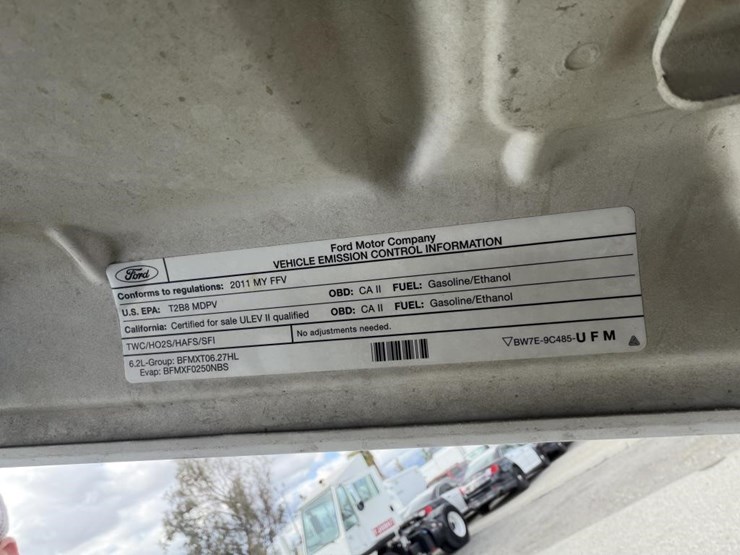 Ford
Ford Motor Company
VEHICLE EMISSION CONTROL INFORMATION
Conforms to regulations: 2011 MY FFV
U.S. EPA: T2B8 MDPV OBD: CA II FUEL: Gasoline/Ethanol
California: Certified for sale ULEV II qualified OBD: CA II FUEL: Gasoline/Ethanol
TWC/HO2S/HAFS/SFI No adjustments needed.
6.2L-Group: BFMXT06.27HL
Evap: BFMXF0250NBS
BW7E-9C485-UFM